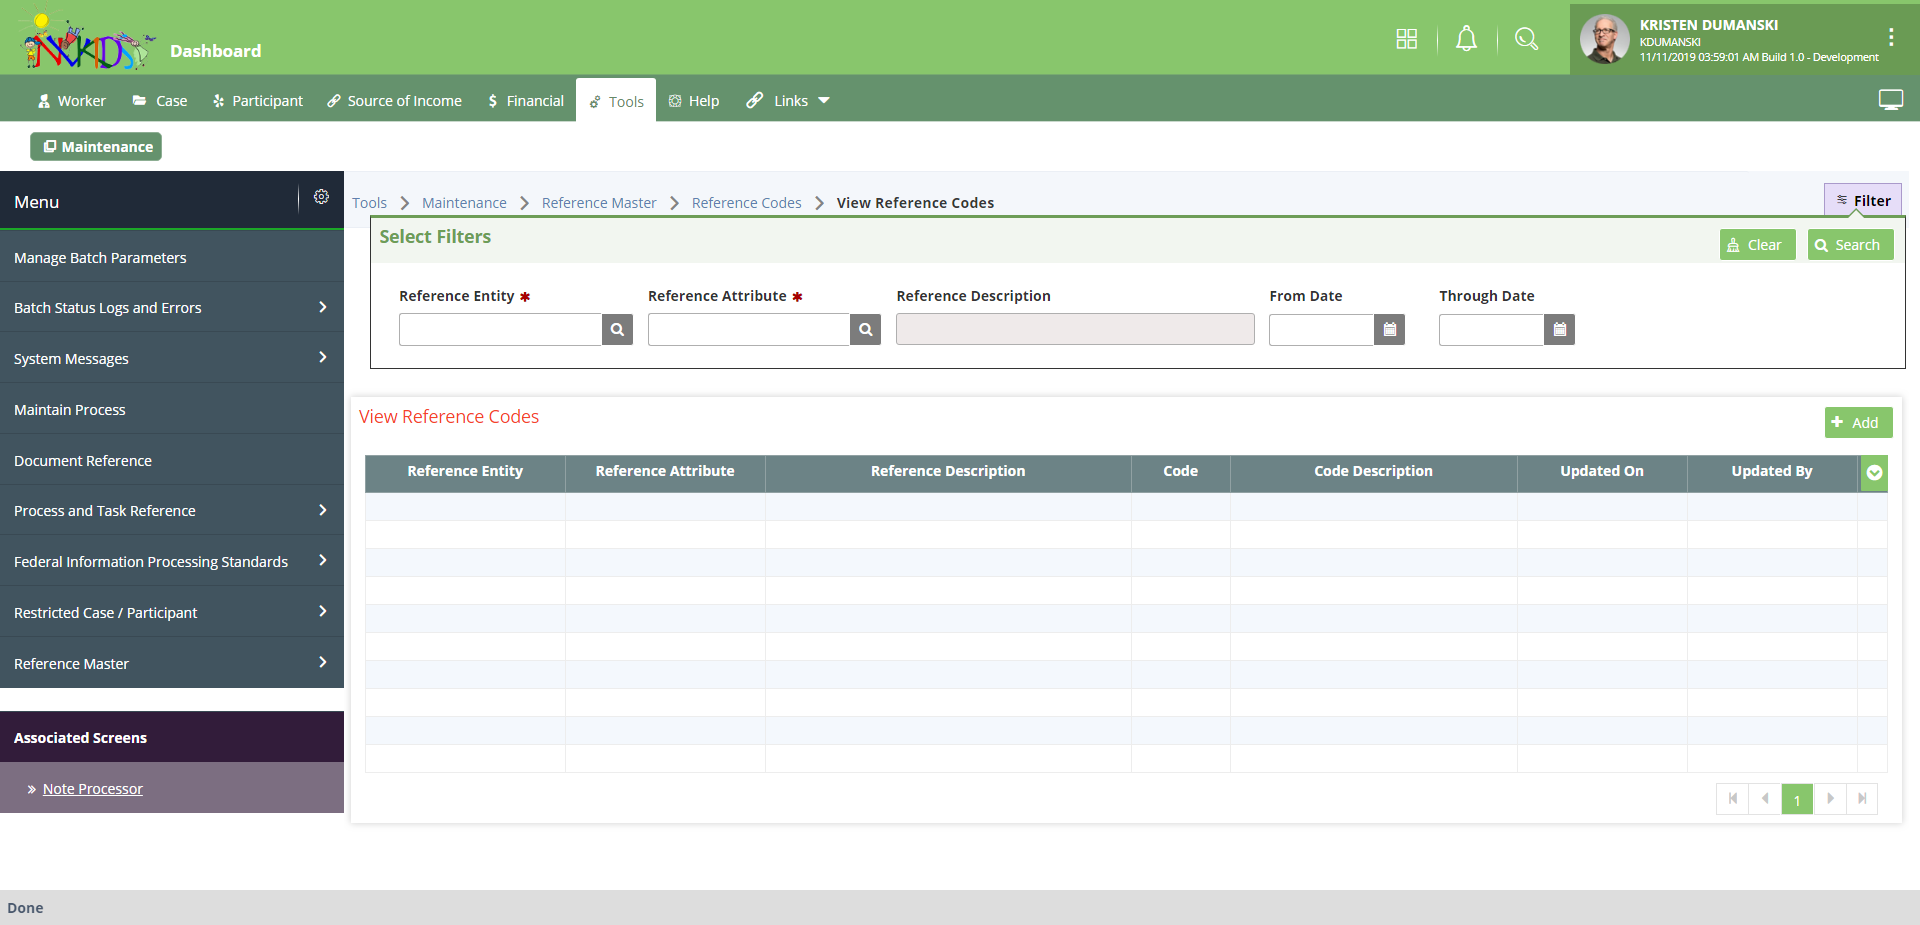 NVKIDS
Dashboard
KRISTEN DUMANSKI
KDUMANSKI
11/11/2019 03:59:01 AM Build 1.0 - Development
Worker
Case
Participant
Source of Income
$ Financial
Tools
Help
Links
Maintenance
Menu
Tools > Maintenance > Reference Master > Reference Codes > View Reference Codes
Filter
Select Filters
Clear
Search
Reference Entity *
Reference Attribute *
Reference Description
From Date
Through Date
Manage Batch Parameters
Batch Status Logs and Errors
System Messages
Maintain Process
Document Reference
Process and Task Reference
Federal Information Processing Standards
Restricted Case / Participant
Reference Master
Associated Screens
» Note Processor
View Reference Codes
Add
Reference Entity
Reference Attribute
Reference Description
Code
Code Description
Updated On
Updated By
1
Done